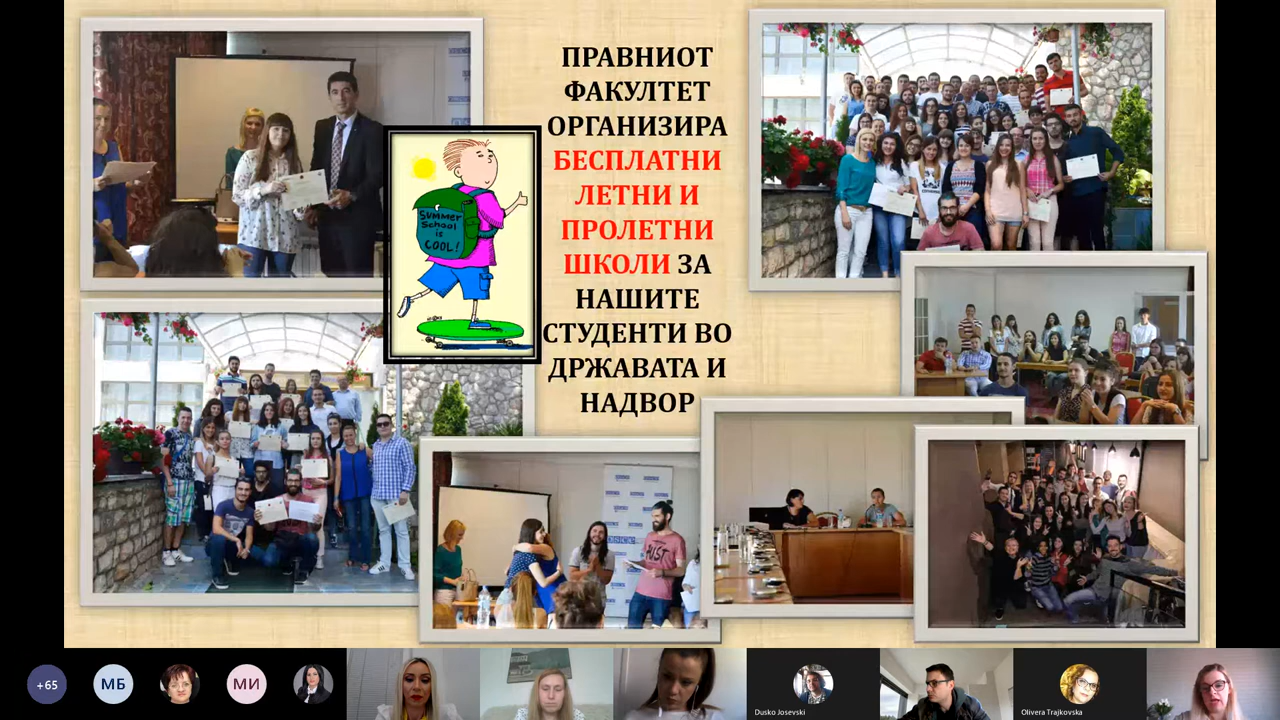 ПРАВНИОТ
ФАКУЛТЕТ
ОРГАНИЗИРА
БЕСПЛАТНИ
ЛЕТНИ И
ПРОЛЕТНИ
ШКОЛИ ЗА
НАШИТЕ
СТУДЕНТИ ВО
ДРЖАВАТА И
НАДВОР
SUMMER
School
is
COOL!
+65
МБ
МИ
Dusko Josevski
Olivera Trajkovska